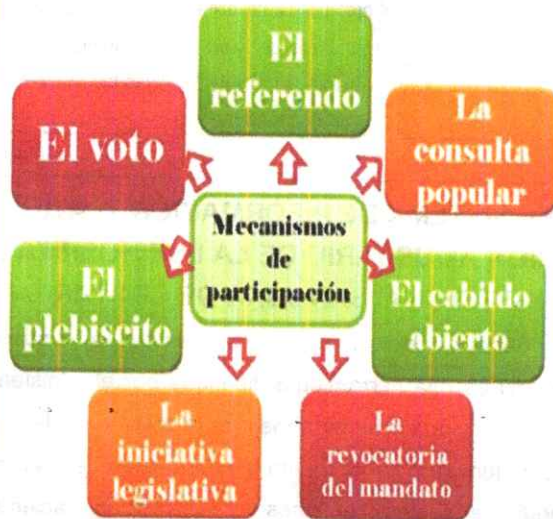 El
referendo
La
consulta
popular
El voto
Mecanismos
de
participación
El
plebiscito
El cabildo
abierto
La
iniciativa
legislativa
La
revocatoria
del mandato